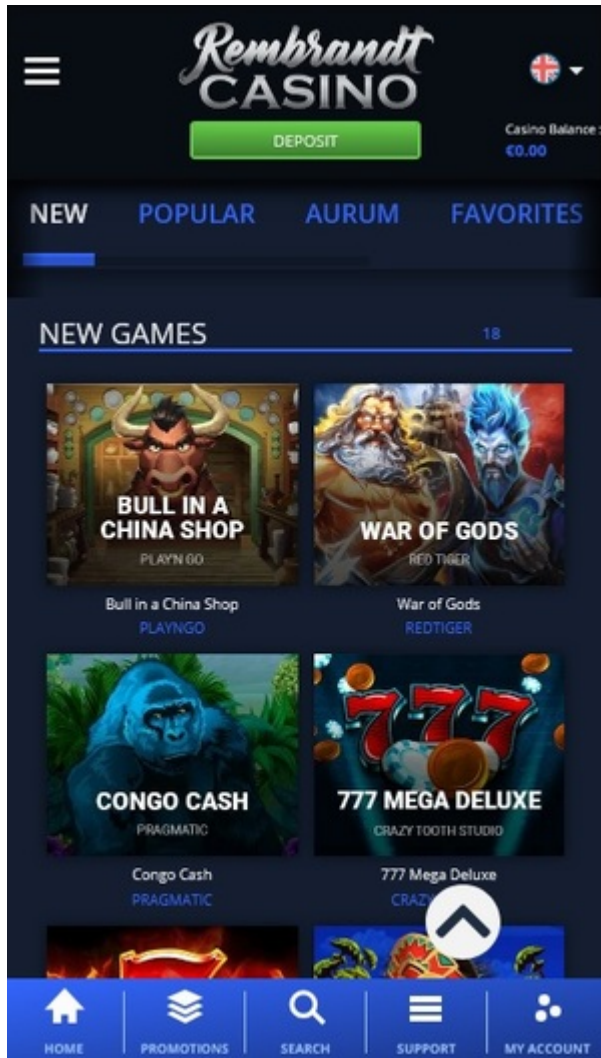 Rembrandt
CASINO
DEPOSIT
Casino Balance :
€0.00
NEW POPULAR AURUM FAVORITES
NEW GAMES 18
BULL IN A
CHINA SHOP
PLAY'N GO
WAR OF GODS
RED TIGER
Bull in a China Shop
PLAYNGO
War of Gods
REDTIGER
CONGO CASH
PRAGMATIC
777
777 MEGA DELUXE
CRAZY TOOTH STUDIO
Congo Cash
PRAGMATIC
777 Mega Deluxe
HOME PROMOTIONS SEARCH SUPPORT MY ACCOUNT